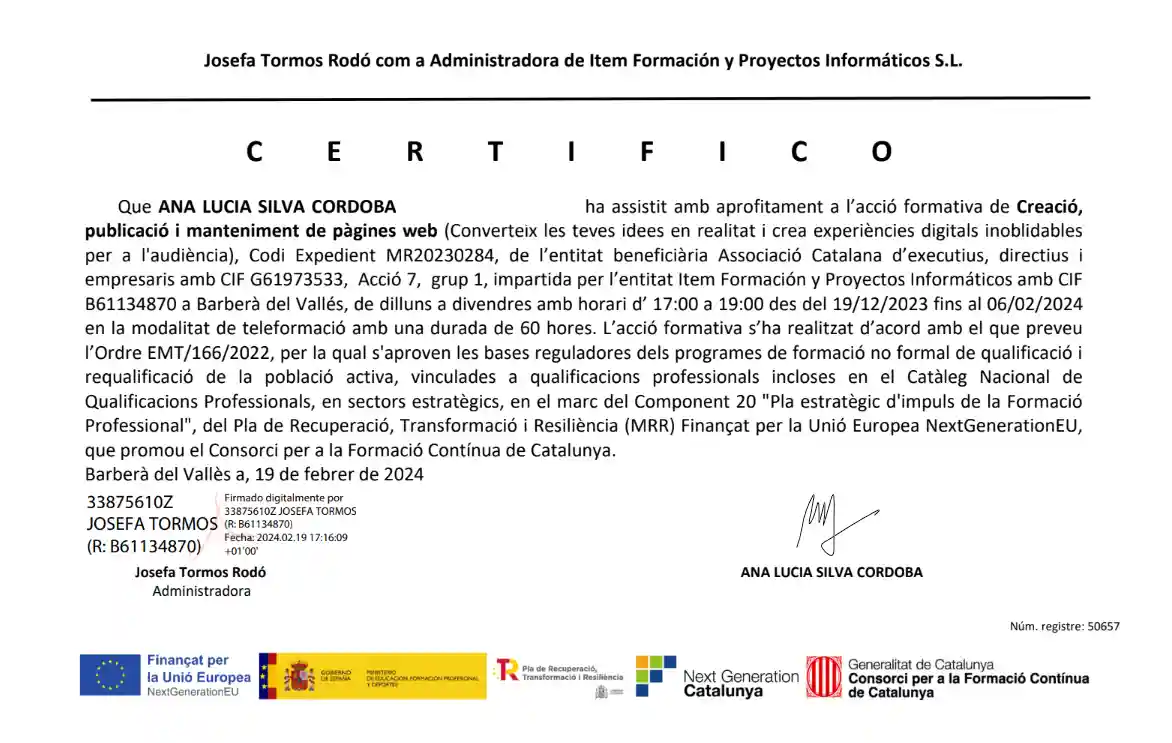 Josefa Tormos Rodó com a Administradora de Item Formación y Proyectos Informáticos S.L.
C E R T I F I C O
Que ANA LUCIA SILVA CORDOBA ha assistit amb aprofitament a l’acció formativa de Creació,
publicació i manteniment de pàgines web (Converteix les teves idees en realitat i crea experiències digitals inoblidables
per a l'audiència), Codi Expedient MR20230284, de l’entitat beneficiària Associació Catalana d’executius, directius i
empresaris amb CIF G61973533, Acció 7, grup 1, impartida per l’entitat Item Formación y Proyectos Informáticos amb CIF
B61134870 a Barberà del Vallés, de dilluns a divendres amb horari d’ 17:00 a 19:00 des del 19/12/2023 fins al 06/02/2024
en la modalitat de teleformació amb una durada de 60 hores. L’acció formativa s’ha realitzat d’acord amb el que preveu
l’Ordre EMT/166/2022, per la qual s'aproven les bases reguladores dels programes de formació no formal de qualificació i
requalificació de la població activa, vinculades a qualificacions professionals incloses en el Catàleg Nacional de
Qualificacions Professionals, en sectors estratègics, en el marc del Component 20 "Pla estratègic d'impuls de la Formació
Professional", del Pla de Recuperació, Transformació i Resiliència (MRR) Finançat per la Unió Europea NextGenerationEU,
que promou el Consorci per a la Formació Contínua de Catalunya.
Barberà del Vallès a, 19 de febrer de 2024
33875610Z
JOSEFA TORMOS
(R: B61134870)
Firmado digitalmente por
33875610Z JOSEFA TORMOS
(R: B61134870)
Fecha: 2024.02.19 17:16:09
+01'00'
Josefa Tormos Rodó
Administradora
ANA LUCIA SILVA CORDOBA
Núm. registre: 50657
Finançat per
la Unió Europea
NextGenerationEU
GOBIERNO
DE ESPAÑA
MINISTERIO
DE EDUCACIÓN, FORMACIÓN PROFESIONAL
Y DEPORTES
Pla de Recuperació,
Transformació i Resiliència
Next Generation
Catalunya
Generalitat de Catalunya
Consorci per a la Formació Contínua
de Catalunya